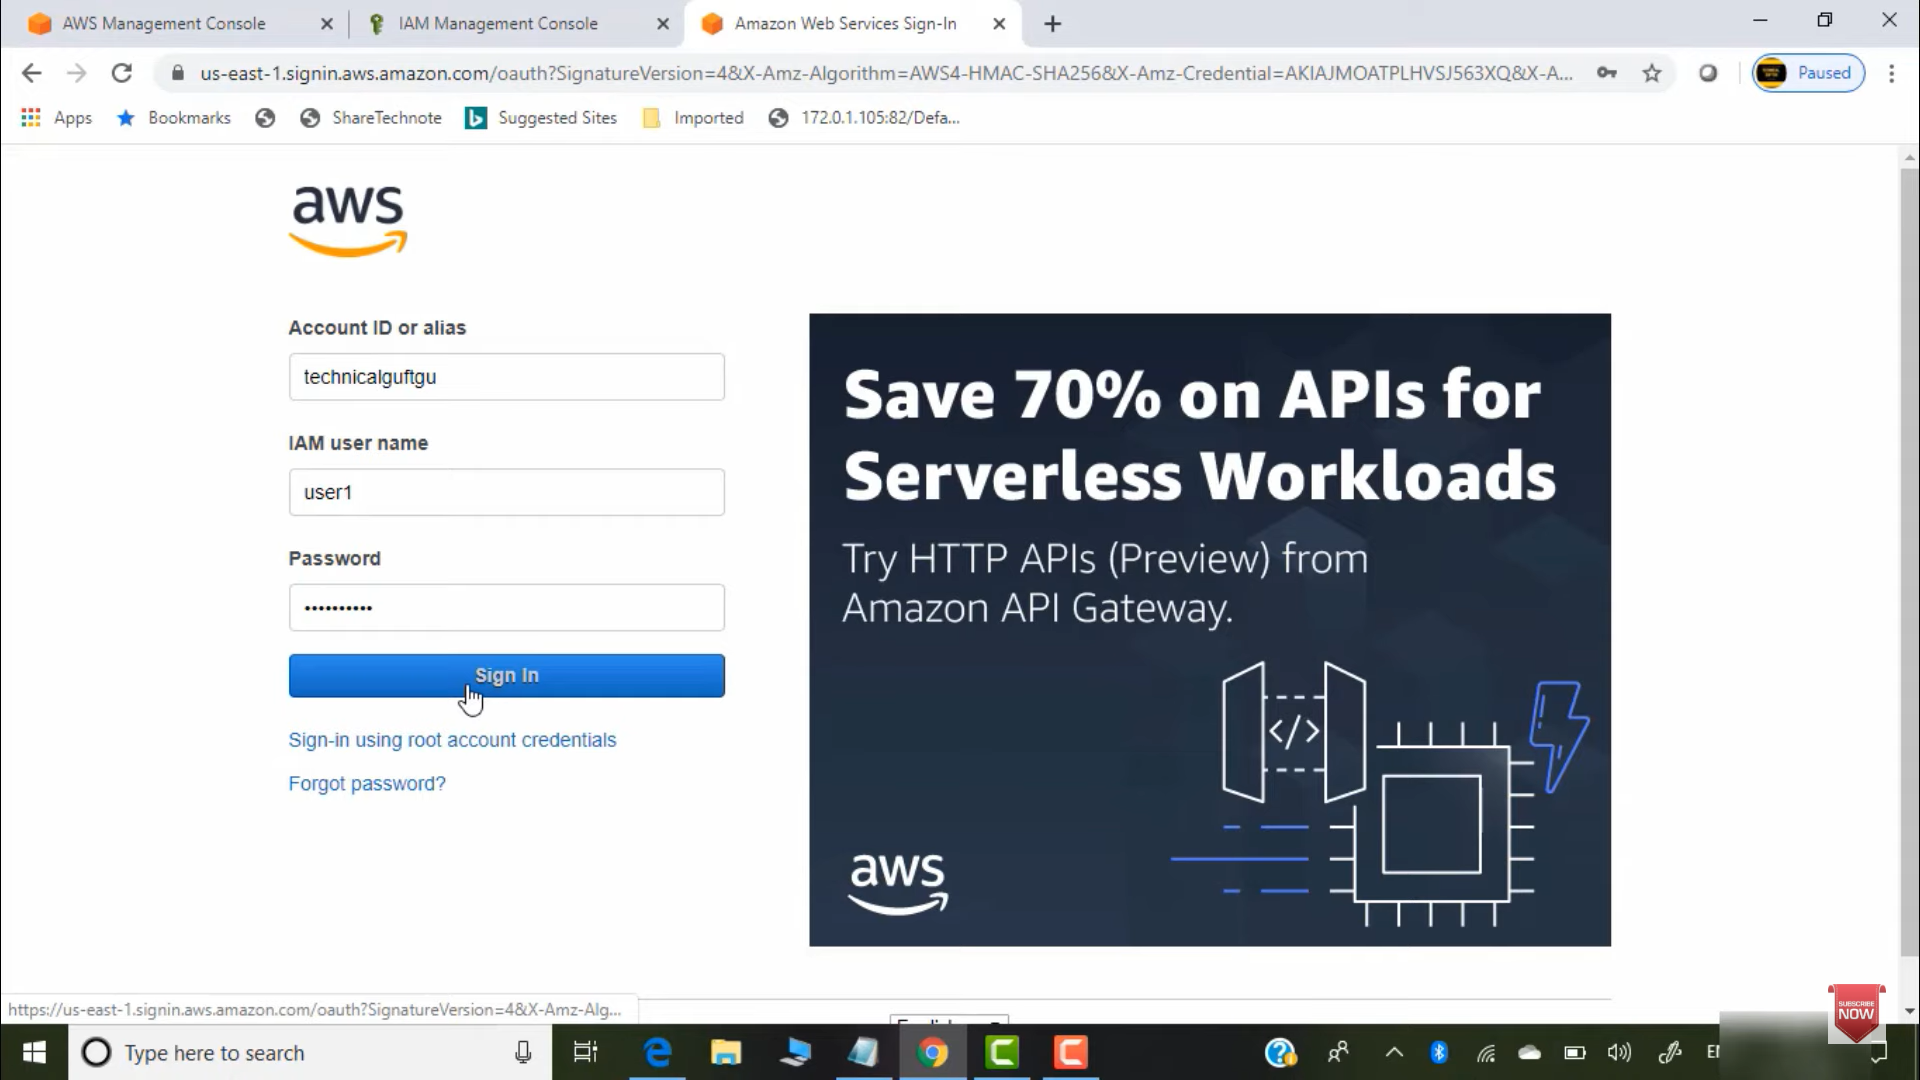 AWS Management Console
IAM Management Console
Amazon Web Services Sign-In
us-east-1.signin.aws.amazon.com/oauth?SignatureVersion=4&X-Amz-Algorithm=AWS4-HMAC-SHA256&X-Amz-Credential=AKIAJMOATPLHVSJ563XQ&X-A...
Paused
Apps
Bookmarks
ShareTechnote
Suggested Sites
Imported
172.0.1.105:82/Defa...
aws
Account ID or alias
technicalguftgu
IAM user name
user1
Password
••••••••••
Sign In
Sign-in using root account credentials
Forgot password?
Save 70% on APIs for
Serverless Workloads
Try HTTP APIs (Preview) from
Amazon API Gateway.
</>
aws
https://us-east-1.signin.aws.amazon.com/oauth?SignatureVersion=4&X-Amz-Alg...
SUBSCRIBE
NOW
Type here to search